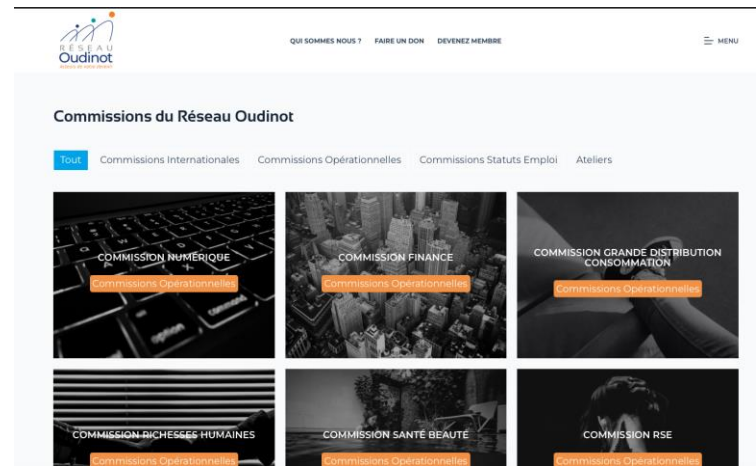 RÉSEAU
Oudinot
QUI SOMMES NOUS ? FAIRE UN DON DEVENEZ MEMBRE
MENU
Commissions du Réseau Oudinot
Tout Commissions Internationales Commissions Opérationnelles Commissions Statuts Emploi Ateliers
COMMISSION NUMÉRIQUE
Commissions Opérationnelles
COMMISSION FINANCE
Commissions Opérationnelles
COMMISSION GRANDE DISTRIBUTION
CONSOMMATION
Commissions Opérationnelles
COMMISSION RICHESSES HUMAINES
Commissions Opérationnelles
COMMISSION SANTÉ BEAUTÉ
Commissions Opérationnelles
COMMISSION RSE
Commissions Opérationnelles
option
command